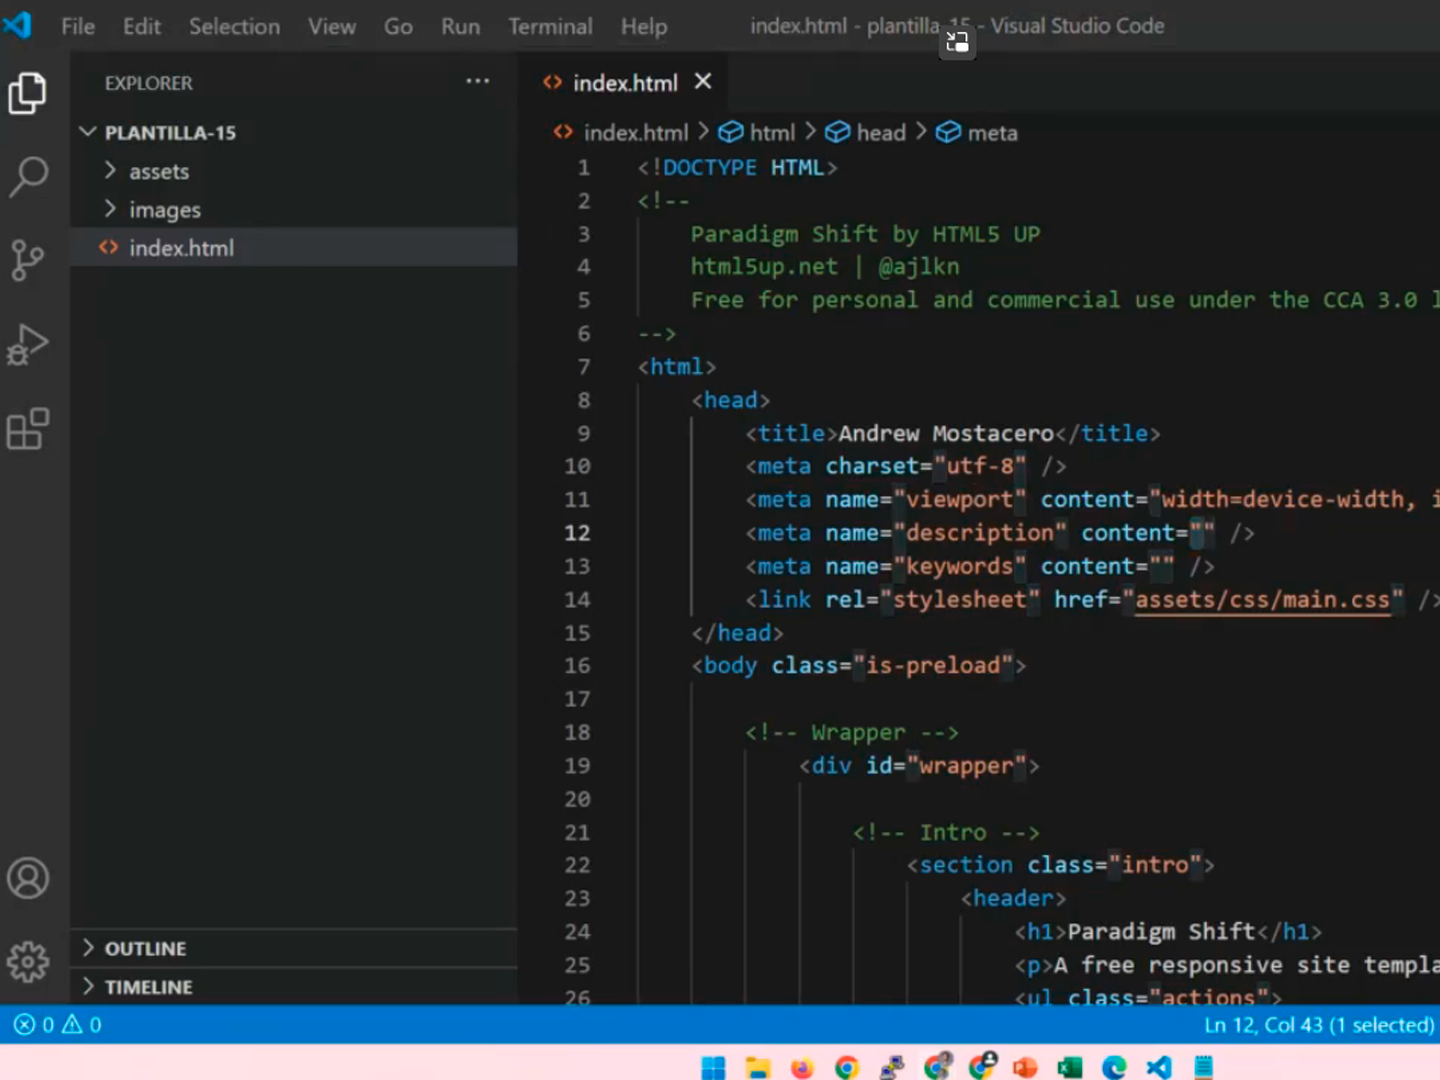 File Edit Selection View Go Run Terminal Help index.html - plantilla-15 - Visual Studio Code
EXPLORER ···
index.html
PLANTILLA-15
assets
images
index.html
OUTLINE
TIMELINE
index.html > html > head > meta
1 <!DOCTYPE HTML>
2 <!--
3 Paradigm Shift by HTML5 UP
4 html5up.net | @ajlkn
5 Free for personal and commercial use under the CCA 3.0 l
6 -->
7 <html>
8 <head>
9 <title>Andrew Mostacero</title>
10 <meta charset="utf-8" />
11 <meta name="viewport" content="width=device-width, i
12 <meta name="description" content="" />
13 <meta name="keywords" content="" />
14 <link rel="stylesheet" href="assets/css/main.css" />
15 </head>
16 <body class="is-preload">
17
18 <!-- Wrapper -->
19 <div id="wrapper">
20
21 <!-- Intro -->
22 <section class="intro">
23 <header>
24 <h1>Paradigm Shift</h1>
25 <p>A free responsive site templa
26 <ul class="actions">
0 0
Ln 12, Col 43 (1 selected)